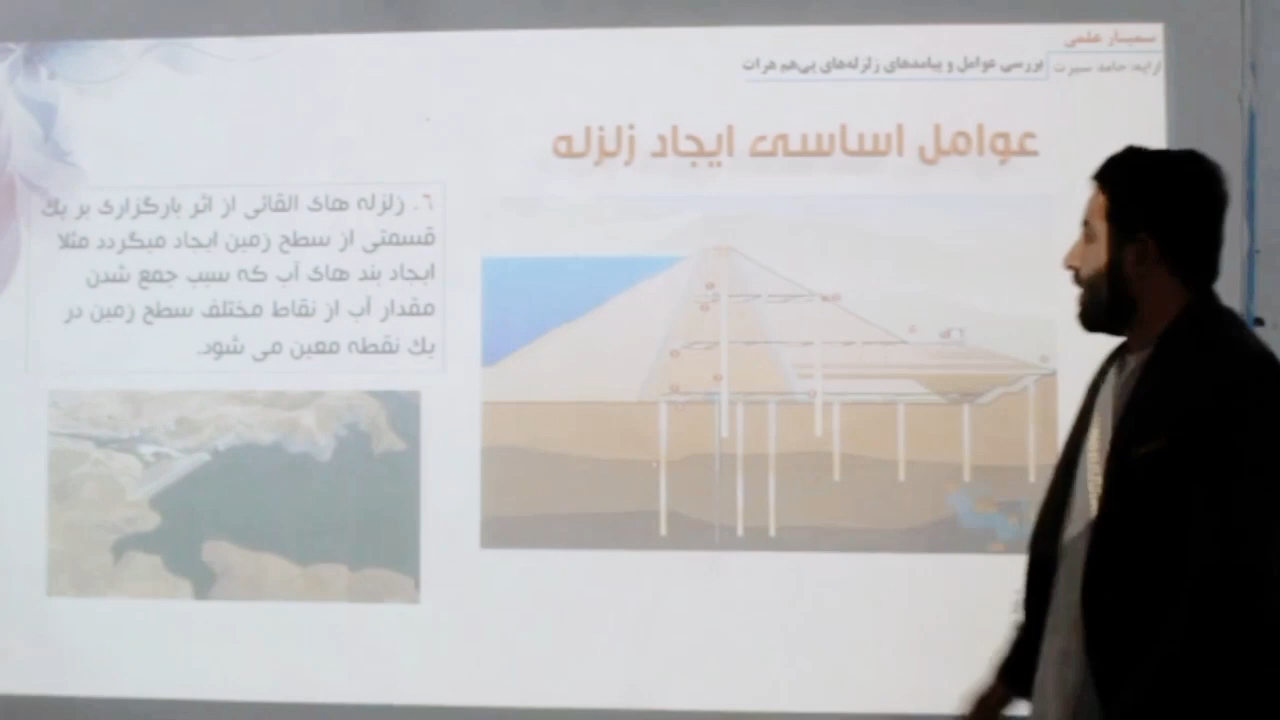 سمینار علمی
ارایه: حامد سیرت
بررسی عوامل و پیامدهای زلزله‌های پی‌هم هرات
عوامل اساسی ایجاد زلزله
٦. زلزله های القائی از اثر بارگزاری بر یک
قسمتی از سطح زمین ایجاد میگردد مثلا
ایجاد بند های آب که سبب جمع شدن
مقدار آب از نقاط مختلف سطح زمین در
یک نقطه معین می شود.